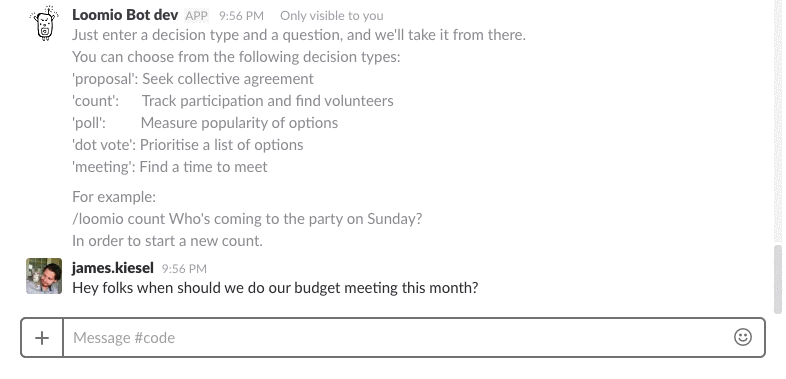 Loomio Bot dev APP 9:56 PM Only visible to you
Just enter a decision type and a question, and we'll take it from there.
You can choose from the following decision types:
'proposal': Seek collective agreement
'count': Track participation and find volunteers
'poll': Measure popularity of options
'dot vote': Prioritise a list of options
'meeting': Find a time to meet
For example:
/loomio count Who's coming to the party on Sunday?
In order to start a new count.
james.kiesel 9:56 PM
Hey folks when should we do our budget meeting this month?
Message #code